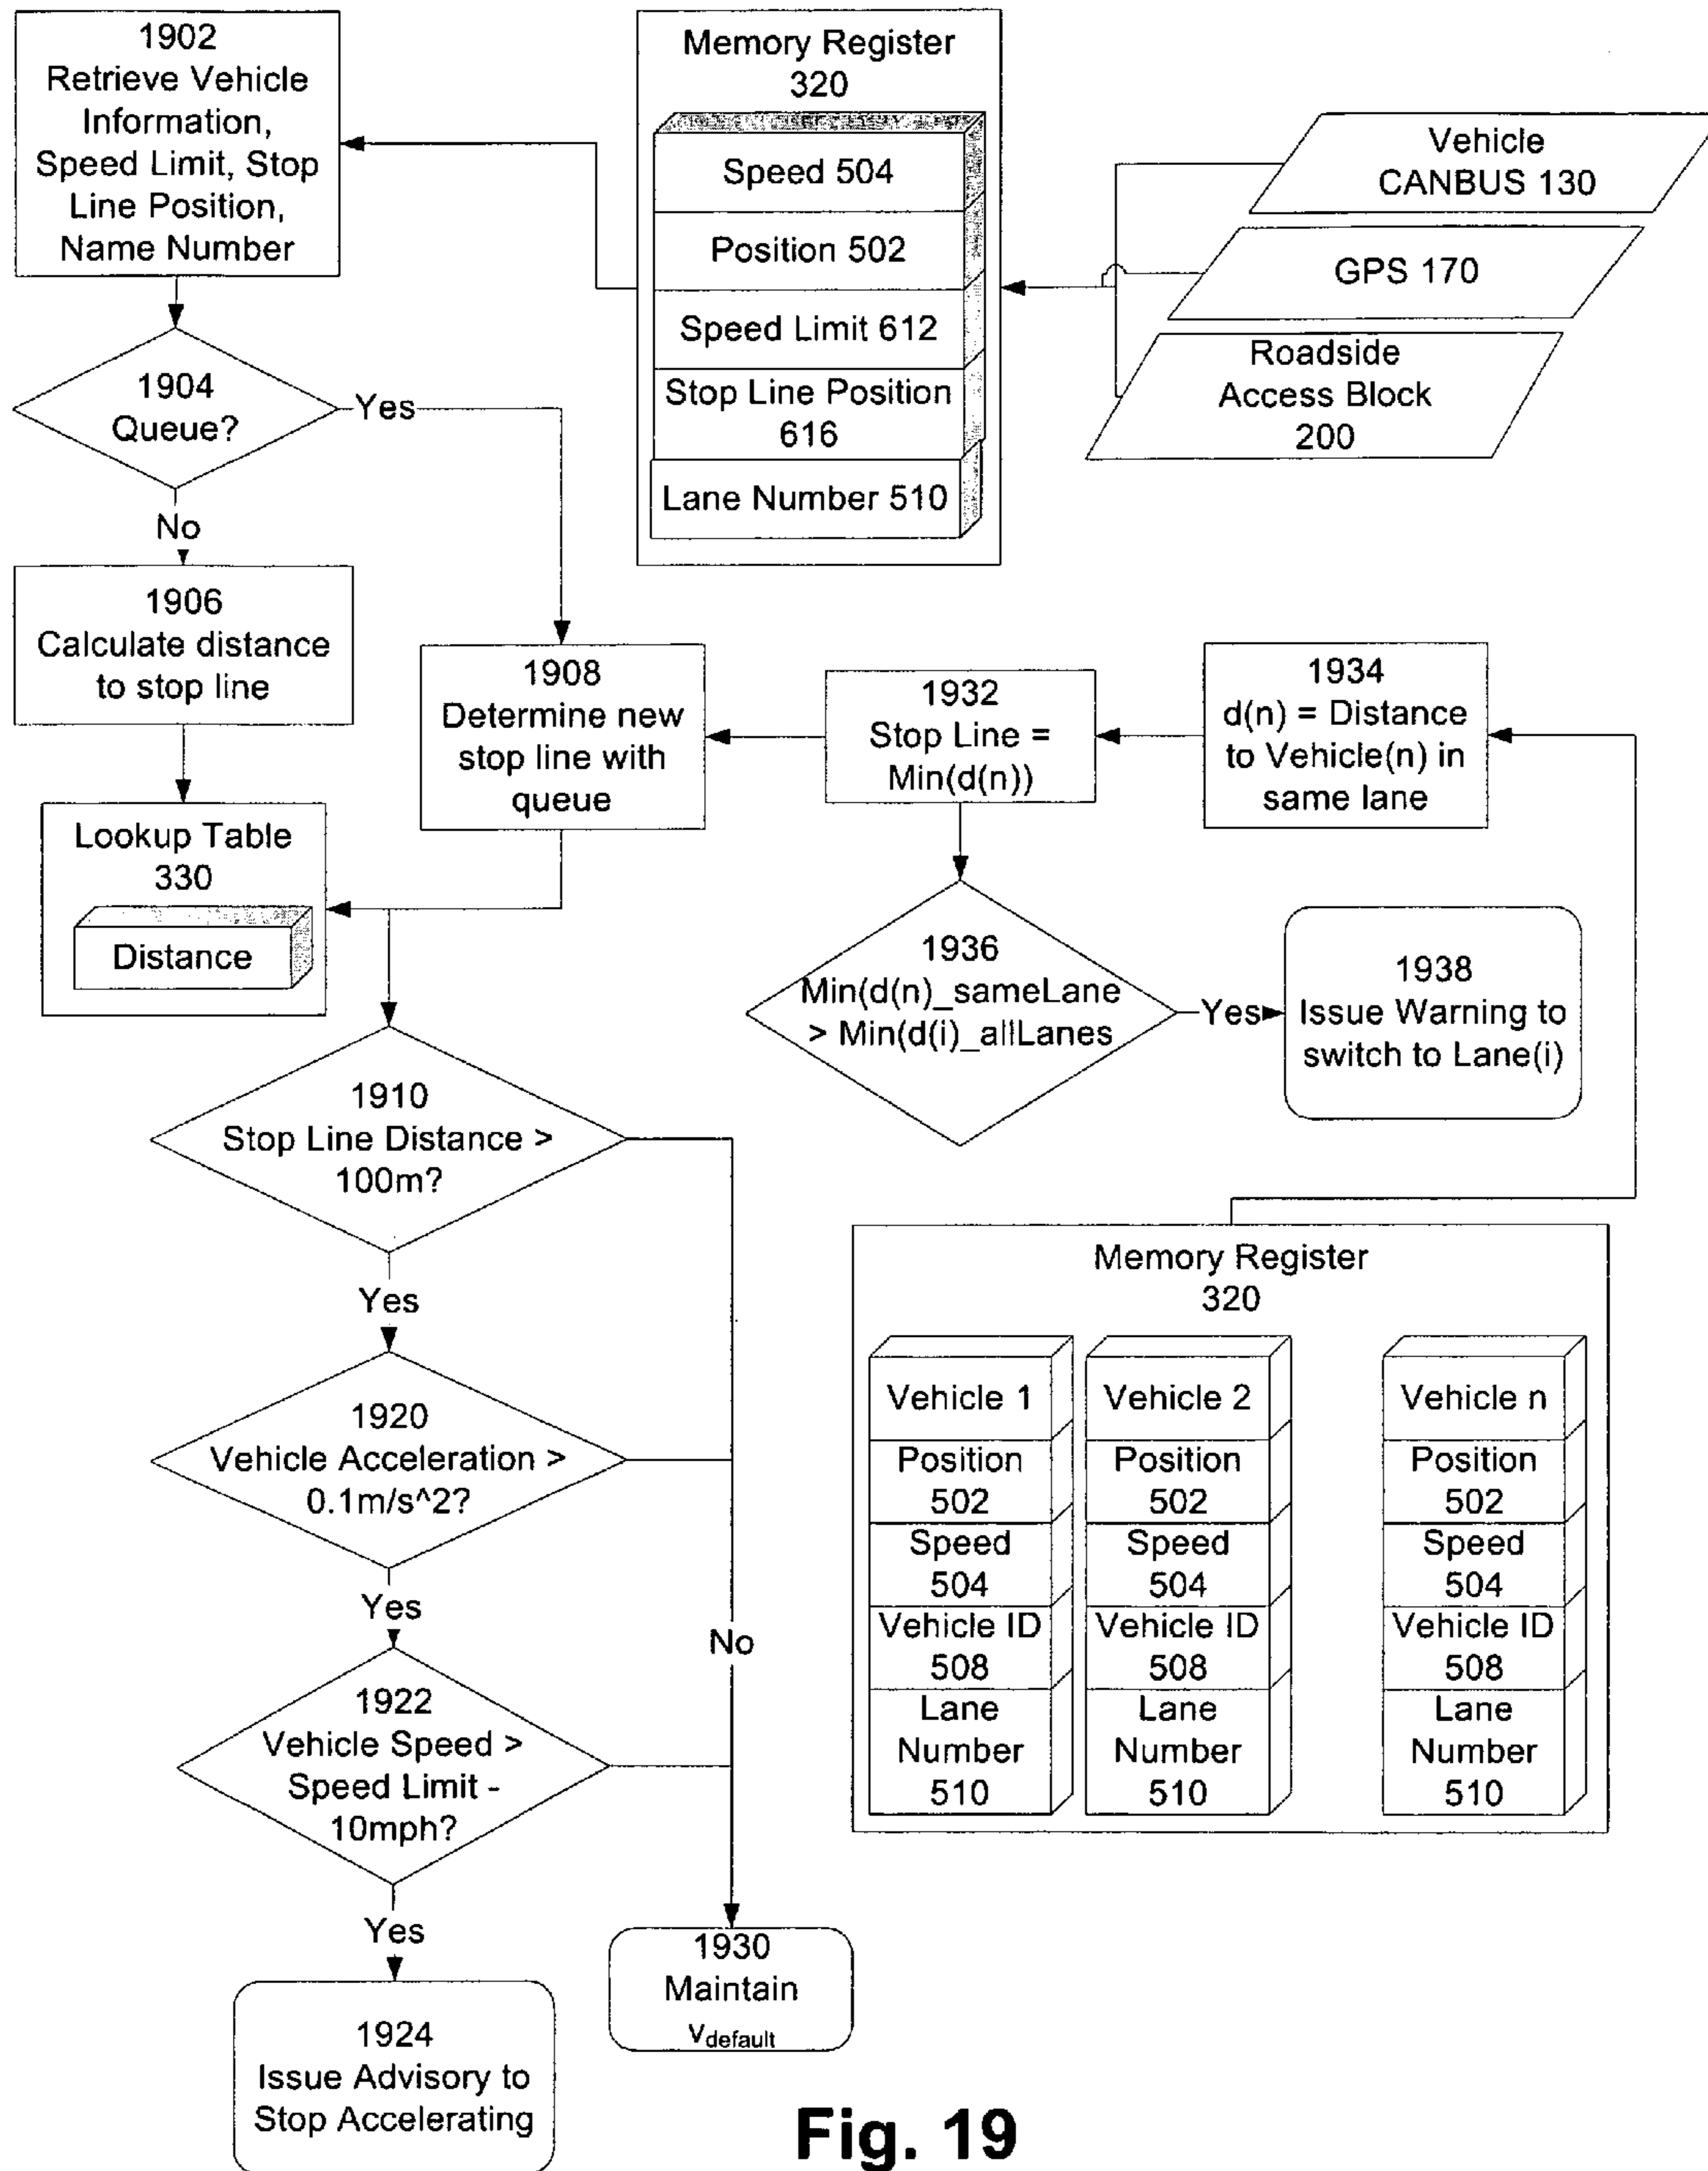 1902
Retrieve Vehicle
Information,
Speed Limit, Stop
Line Position,
Name Number
Memory Register
320
Speed 504
Position 502
Speed Limit 612
Stop Line Position
616
Lane Number 510
Vehicle
CANBUS 130
GPS 170
Roadside
Access Block
200
1904
Queue?
Yes
No
1906
Calculate distance
to stop line
1908
Determine new
stop line with
queue
1932
Stop Line =
Min(d(n))
1934
d(n) = Distance
to Vehicle(n) in
same lane
Lookup Table
330
Distance
1936
Min(d(n)_sameLane
> Min(d(i)_allLanes
Yes
1938
Issue Warning to
switch to Lane(i)
1910
Stop Line Distance >
100m?
Yes
1920
Vehicle Acceleration >
0.1m/s^2?
Yes
No
1922
Vehicle Speed >
Speed Limit -
10mph?
Yes
1924
Issue Advisory to
Stop Accelerating
1930
Maintain
vdefault
Memory Register
320
Vehicle 1
Position
502
Speed
504
Vehicle ID
508
Lane
Number
510
Vehicle 2
Position
502
Speed
504
Vehicle ID
508
Lane
Number
510
Vehicle n
Position
502
Speed
504
Vehicle ID
508
Lane
Number
510
Fig. 19